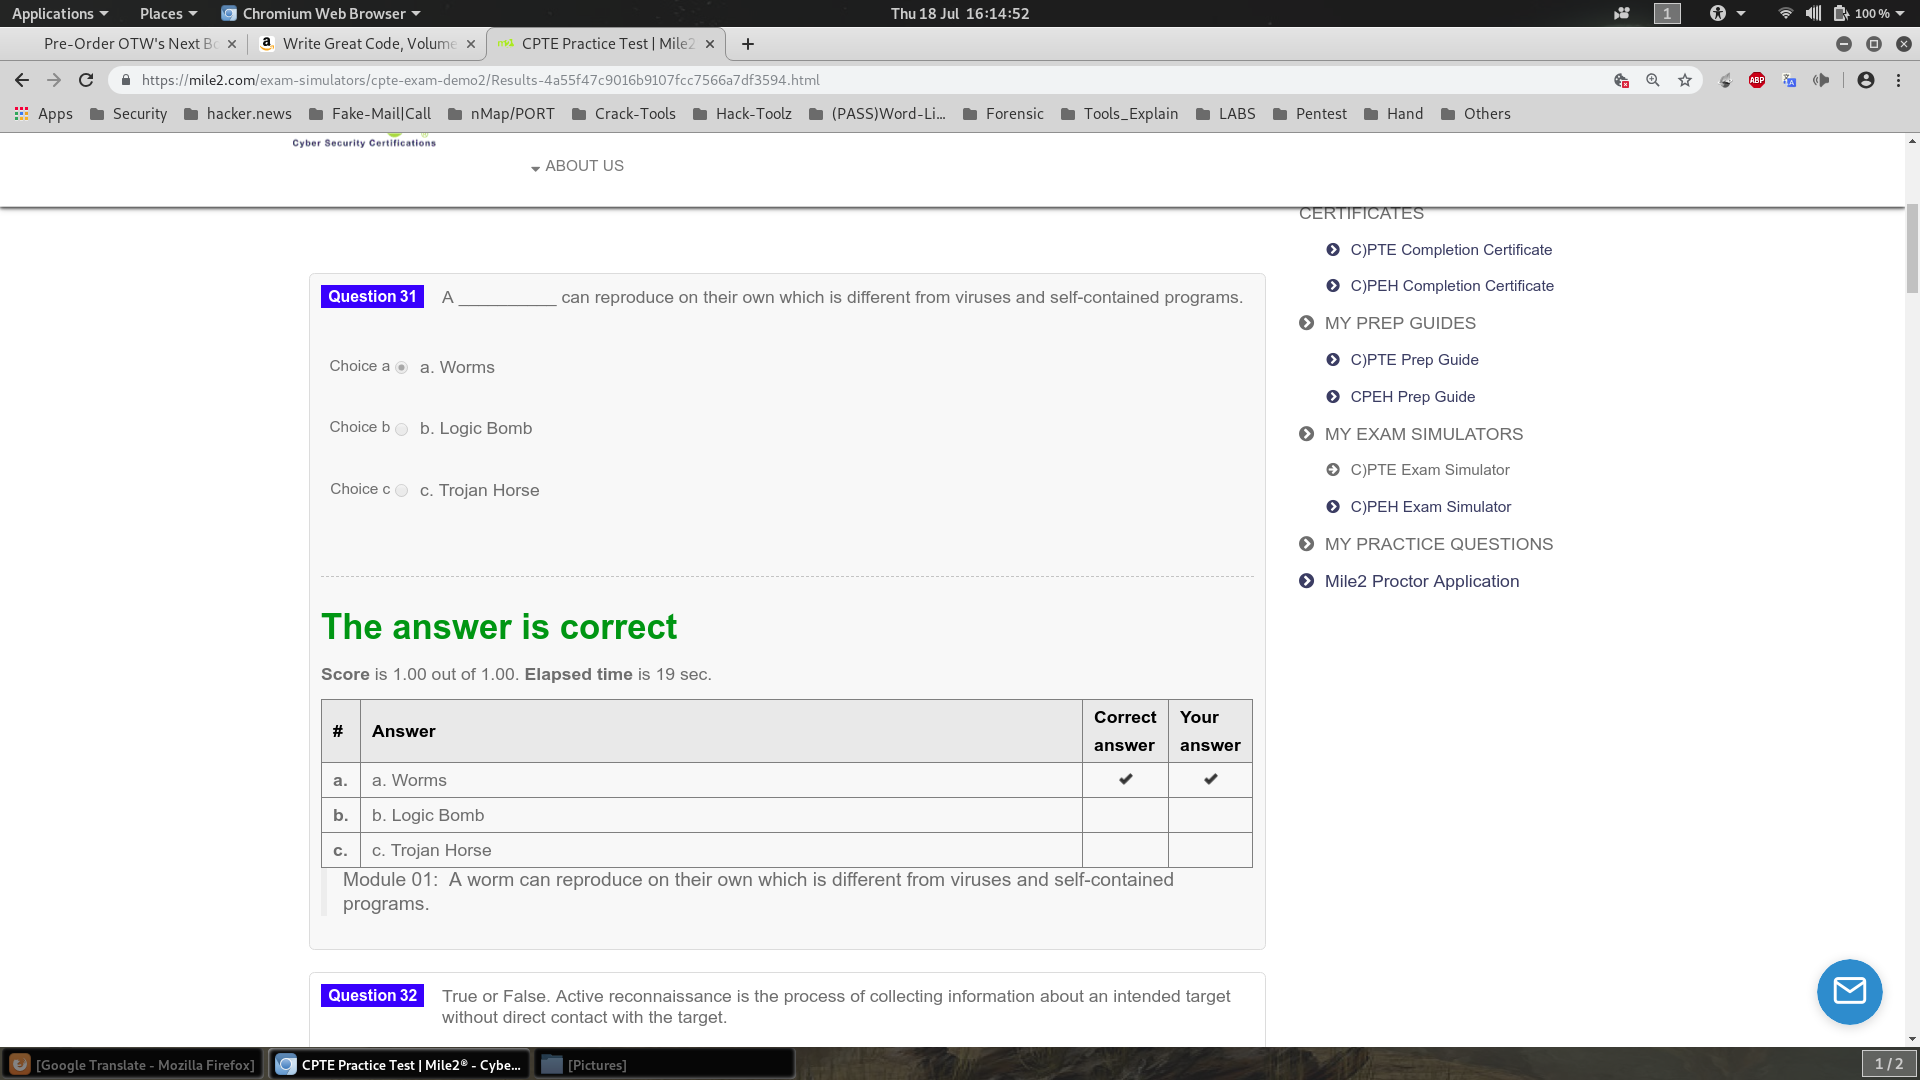 Applications Places Chromium Web Browser Thu 18 Jul 16:14:52 1 100 %
Pre-Order OTW's Next Bo Write Great Code, Volume CPTE Practice Test | Mile2
https://mile2.com/exam-simulators/cpte-exam-demo2/Results-4a55f47c9016b9107fcc7566a7df3594.html ABP
Apps Security hacker.news Fake-Mail|Call nMap/PORT Crack-Tools Hack-Toolz (PASS)Word-Li... Forensic Tools_Explain LABS Pentest Hand Others
Cyber Security Certifications
ABOUT US
CERTIFICATES
C)PTE Completion Certificate
C)PEH Completion Certificate
MY PREP GUIDES
C)PTE Prep Guide
CPEH Prep Guide
MY EXAM SIMULATORS
C)PTE Exam Simulator
C)PEH Exam Simulator
MY PRACTICE QUESTIONS
Mile2 Proctor Application
Question 31 A __________ can reproduce on their own which is different from viruses and self-contained programs.
Choice a a. Worms
Choice b b. Logic Bomb
Choice c c. Trojan Horse
The answer is correct
Score is 1.00 out of 1.00. Elapsed time is 19 sec.
# Answer Correct answer Your answer
a. a. Worms ✔ ✔
b. b. Logic Bomb
c. c. Trojan Horse
Module 01: A worm can reproduce on their own which is different from viruses and self-contained
programs.
Question 32 True or False. Active reconnaissance is the process of collecting information about an intended target
without direct contact with the target.
[Google Translate - Mozilla Firefox] CPTE Practice Test | Mile2® - Cybe... [Pictures] 1 / 2